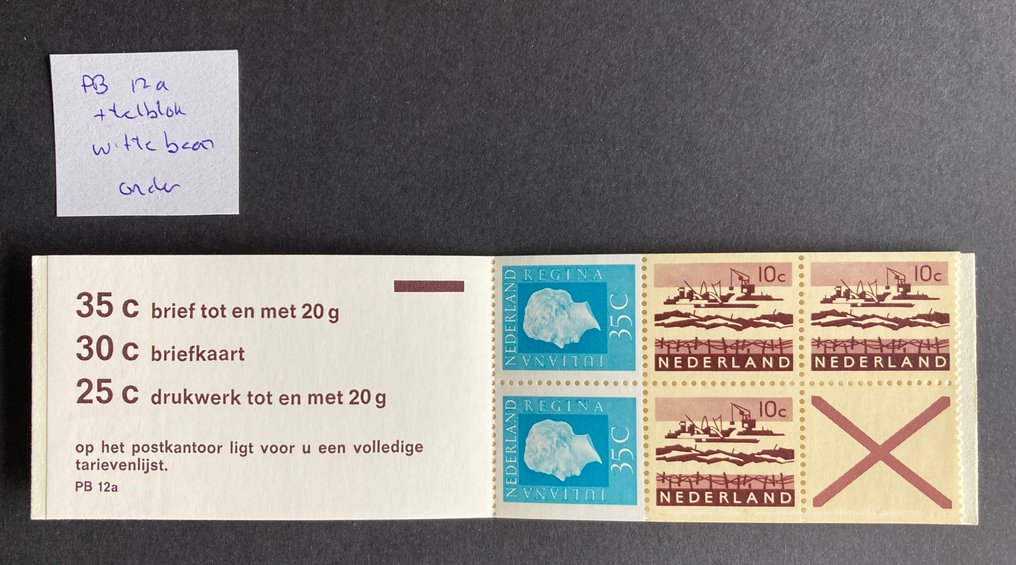 PB 12a
+ telblok
witte baan
onder
35 c brief tot en met 20 g
30 c briefkaart
25 c drukwerk tot en met 20 g
op het postkantoor ligt voor u een volledige
tarievenlijst.
PB 12a
NEDERLAND
REGINA
JULIANA
35C
NEDERLAND
REGINA
JULIANA
35C
10c
NEDERLAND
10c
NEDERLAND
10c
NEDERLAND